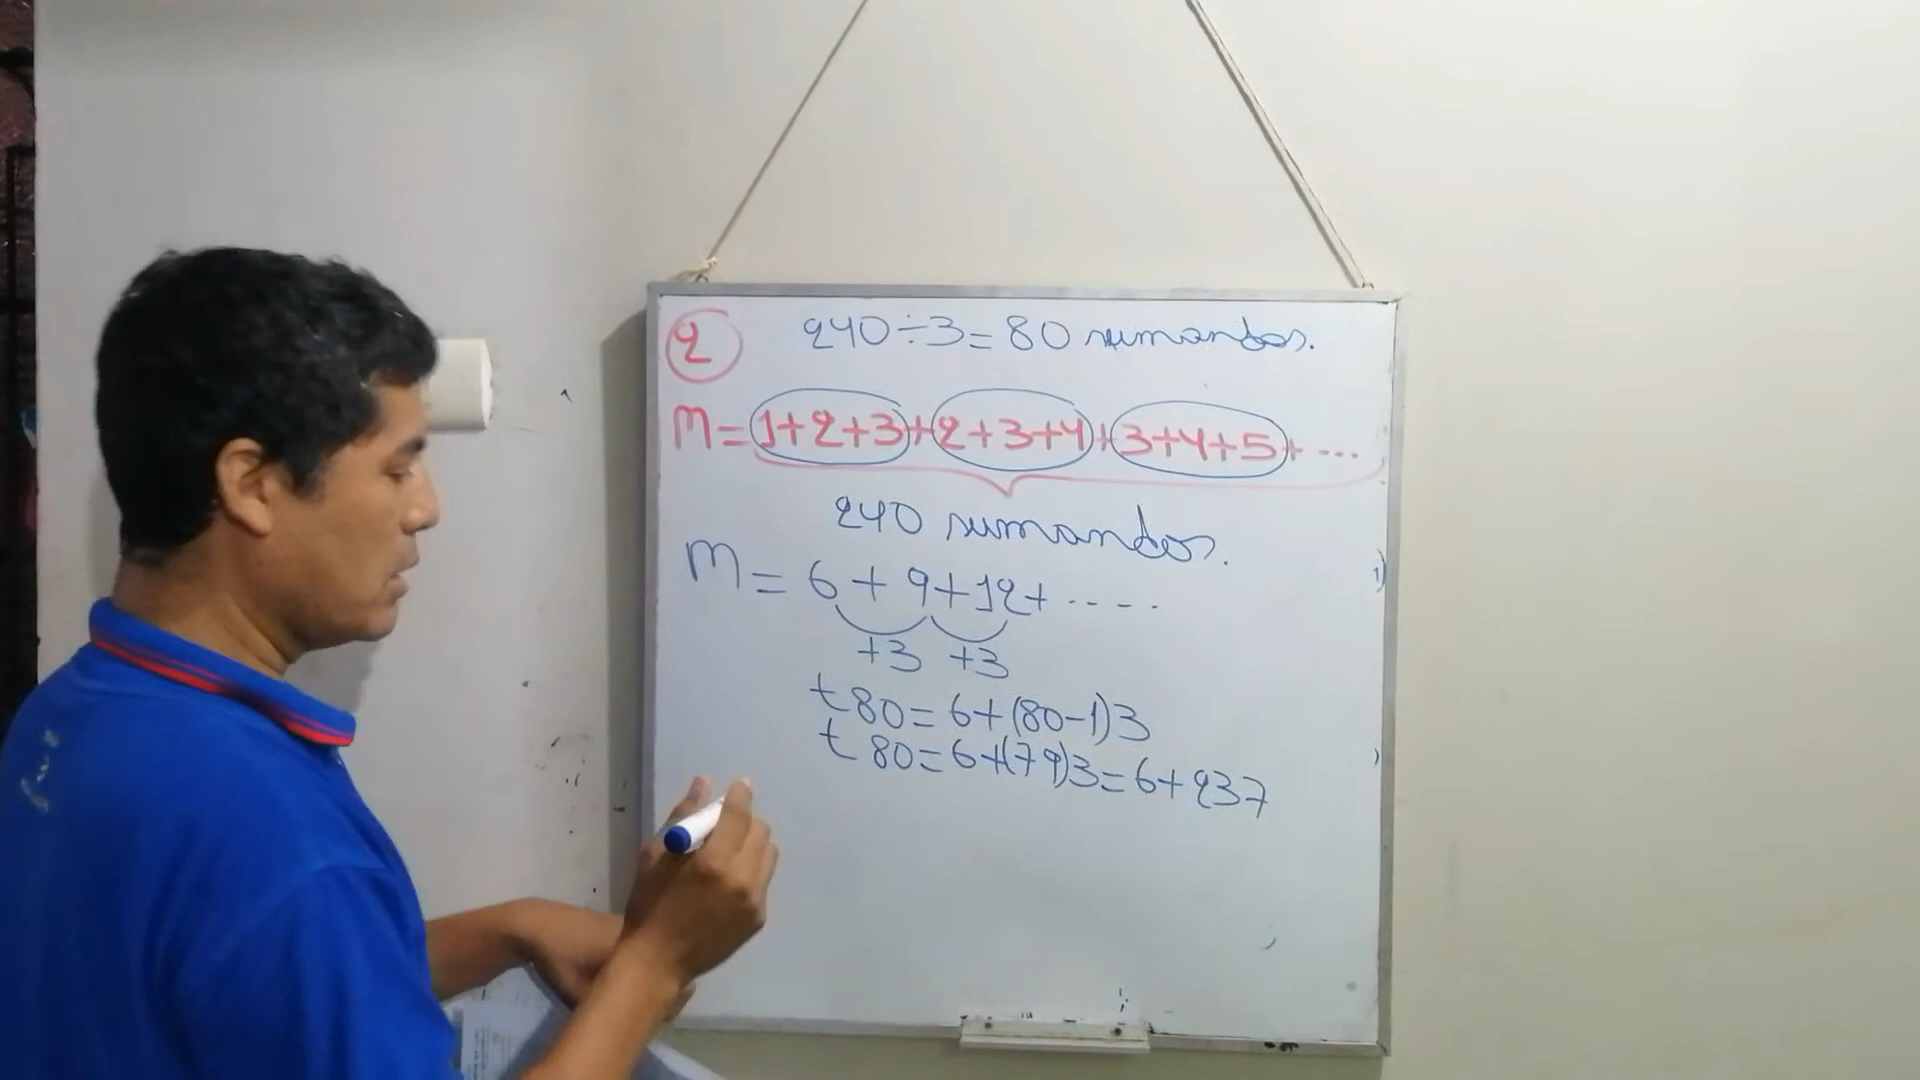 2 240÷3=80 sumandos.
M=1+2+3+2+3+4+3+4+5+...
240 sumandos.
M=6+9+12+.....
+3 +3
t80=6+(80-1)3
t80=6+(79)3=6+237